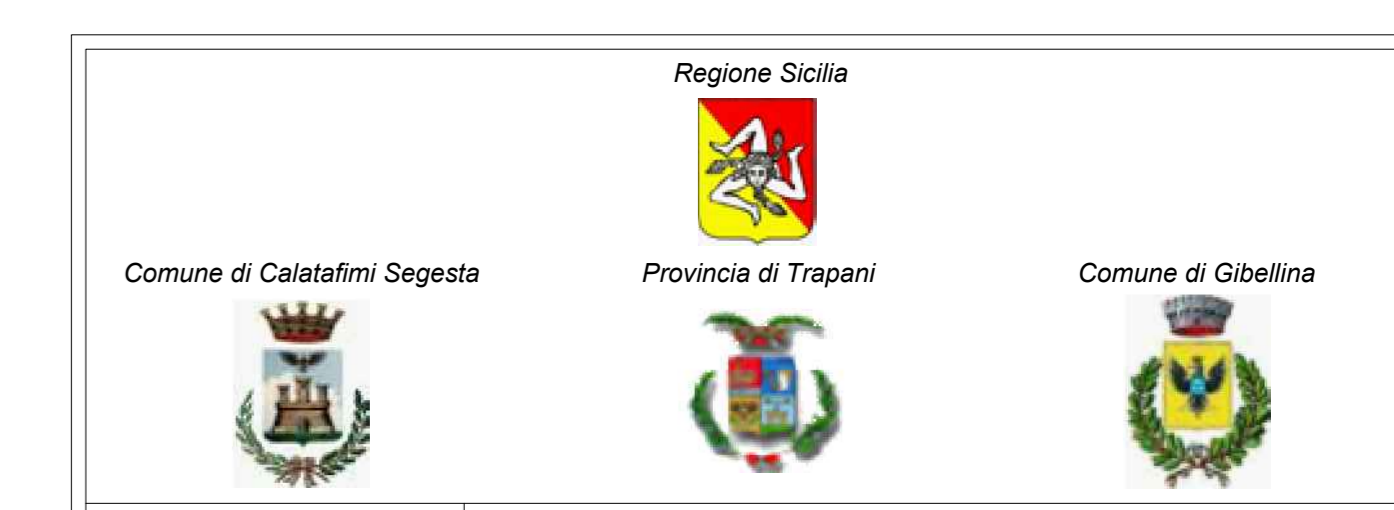 Regione Sicilia
Comune di Calatafimi Segesta
Provincia di Trapani
Comune di Gibellina